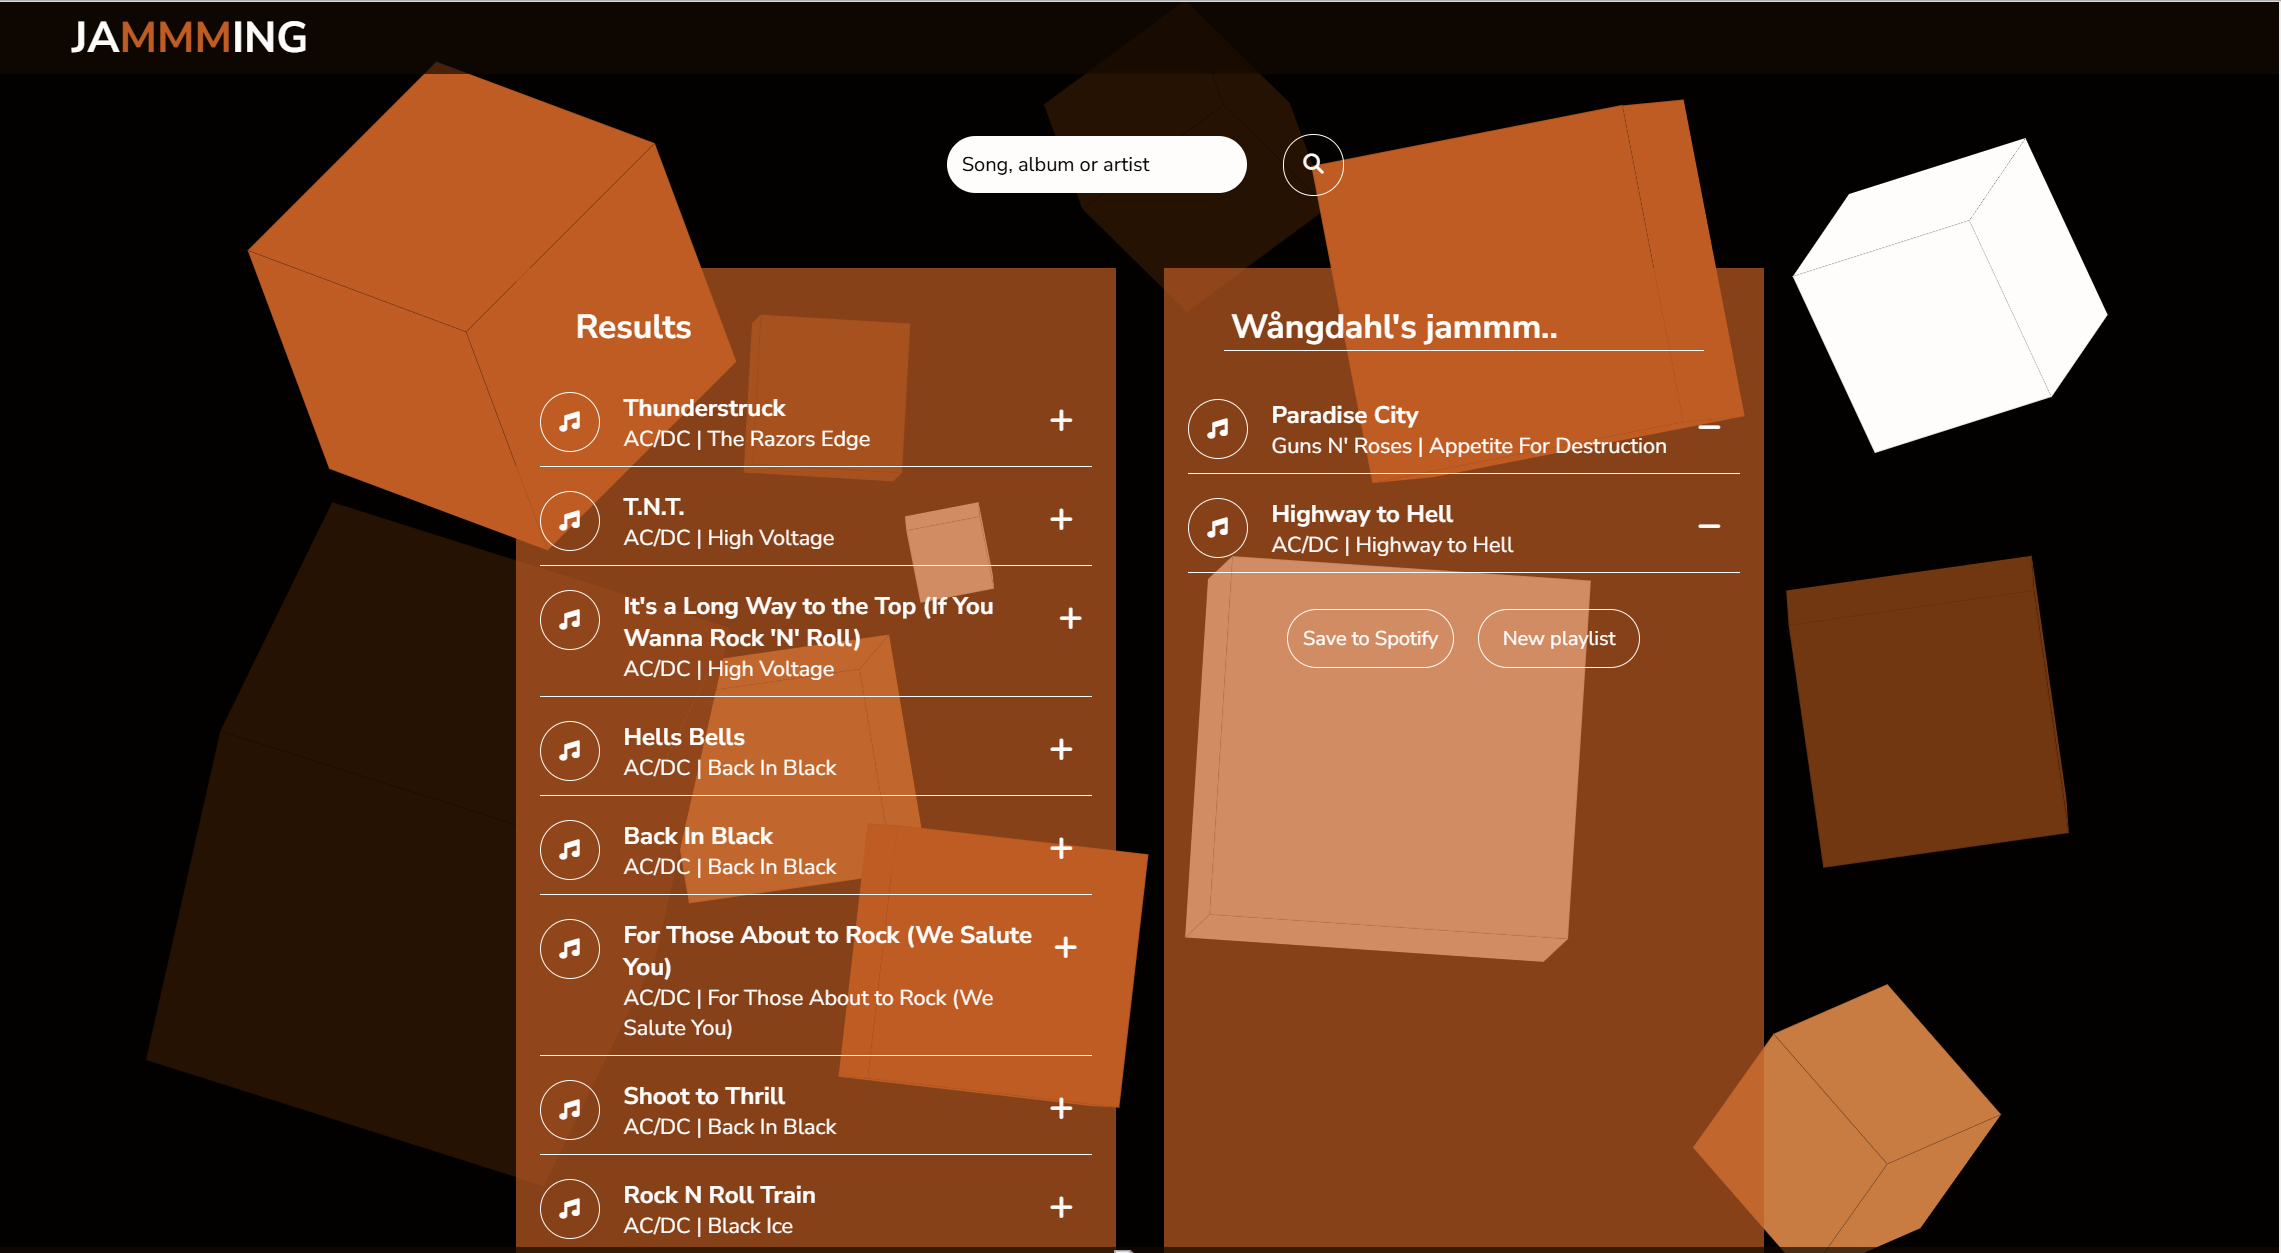 JAMMMING
Song, album or artist
Results
Thunderstruck
AC/DC | The Razors Edge
T.N.T.
AC/DC | High Voltage
It's a Long Way to the Top (If You
Wanna Rock 'N' Roll)
AC/DC | High Voltage
Hells Bells
AC/DC | Back In Black
Back In Black
AC/DC | Back In Black
For Those About to Rock (We Salute
You)
AC/DC | For Those About to Rock (We
Salute You)
Shoot to Thrill
AC/DC | Back In Black
Rock N Roll Train
AC/DC | Black Ice
Wångdahl's jammm..
Paradise City
Guns N' Roses | Appetite For Destruction
Highway to Hell
AC/DC | Highway to Hell
Save to Spotify
New playlist